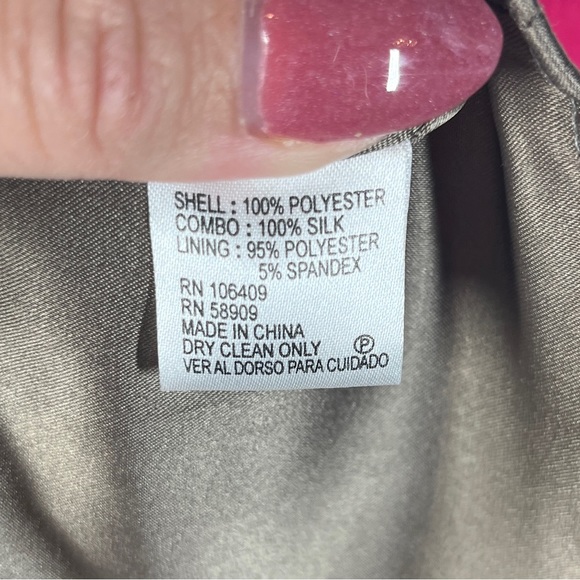 SHELL : 100% POLYESTER
COMBO : 100% SILK
LINING : 95% POLYESTER
5% SPANDEX
RN 106409
RN 58909
MADE IN CHINA
DRY CLEAN ONLY Ⓟ
VER AL DORSO PARA CUIDADO